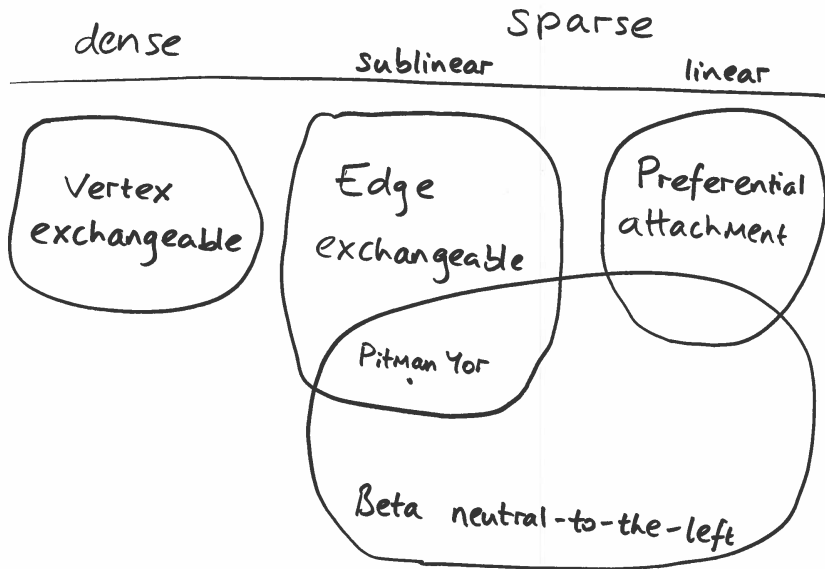 dense
sparse
sublinear
linear
Vertex
exchangeable
Edge
exchangeable
Preferential
attachment
Pitman Yor
Beta neutral-to-the-left